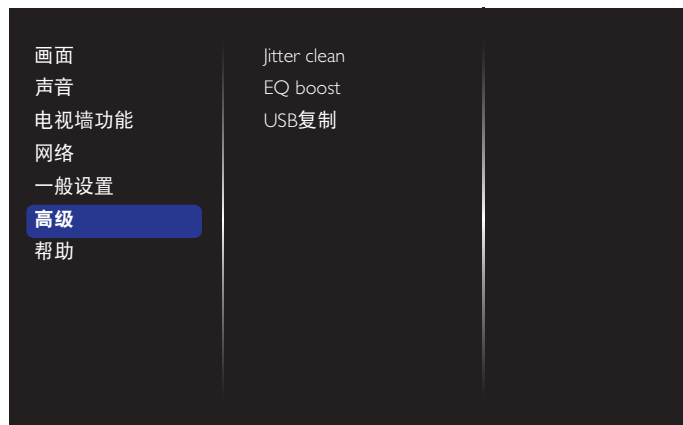 画面
声音
电视墙功能
网络
一般设置
高级
帮助
Jitter clean
EQ boost
USB复制